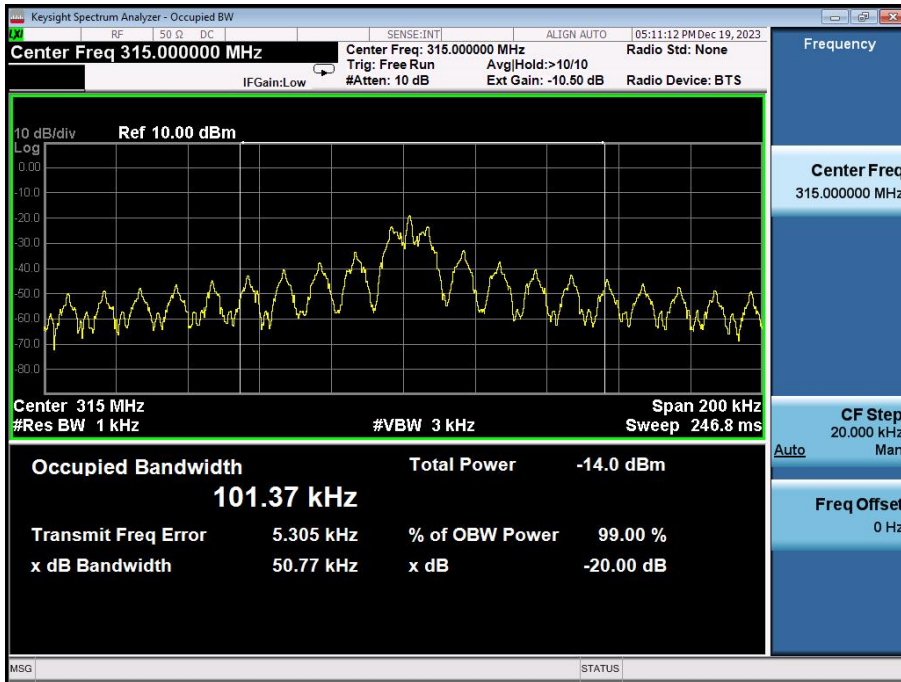 Keysight Spectrum Analyzer - Occupied BW
LXI RF 50 Ω DC SENSE:INT ALIGN AUTO 05:11:12 PM Dec 19, 2023
Center Freq 315.000000 MHz
Center Freq: 315.000000 MHz Radio Std: None
Trig: Free Run Avg|Hold:>10/10
IFGain:Low #Atten: 10 dB Ext Gain: -10.50 dB Radio Device: BTS
10 dB/div Ref 10.00 dBm
Log
0.00
-10.0
-20.0
-30.0
-40.0
-50.0
-60.0
-70.0
-80.0
Center 315 MHz Span 200 kHz
#Res BW 1 kHz #VBW 3 kHz Sweep 246.8 ms
Occupied Bandwidth Total Power -14.0 dBm
101.37 kHz
Transmit Freq Error 5.305 kHz % of OBW Power 99.00 %
x dB Bandwidth 50.77 kHz x dB -20.00 dB
MSG STATUS
Frequency
Center Freq
315.000000 MHz
CF Step
20.000 kHz
Auto Man
Freq Offset
0 Hz